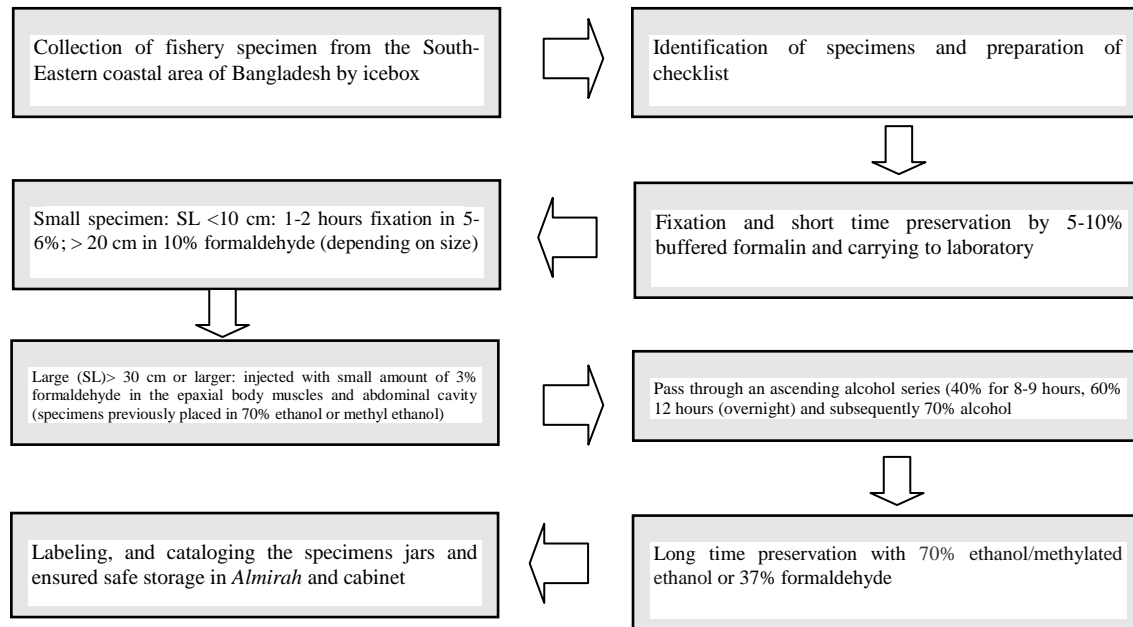 Collection of fishery specimen from the South-
Eastern coastal area of Bangladesh by icebox
Identification of specimens and preparation of
checklist
Fixation and short time preservation by 5-10%
buffered formalin and carrying to laboratory
Small specimen: SL <10 cm: 1-2 hours fixation in 5-
6%; > 20 cm in 10% formaldehyde (depending on size)
Large (SL)> 30 cm or larger: injected with small amount of 3%
formaldehyde in the epaxial body muscles and abdominal cavity
(specimens previously placed in 70% ethanol or methyl ethanol)
Pass through an ascending alcohol series (40% for 8-9 hours, 60%
12 hours (overnight) and subsequently 70% alcohol
Long time preservation with 70% ethanol/methylated
ethanol or 37% formaldehyde
Labeling, and cataloging the specimens jars and
ensured safe storage in Almirah and cabinet